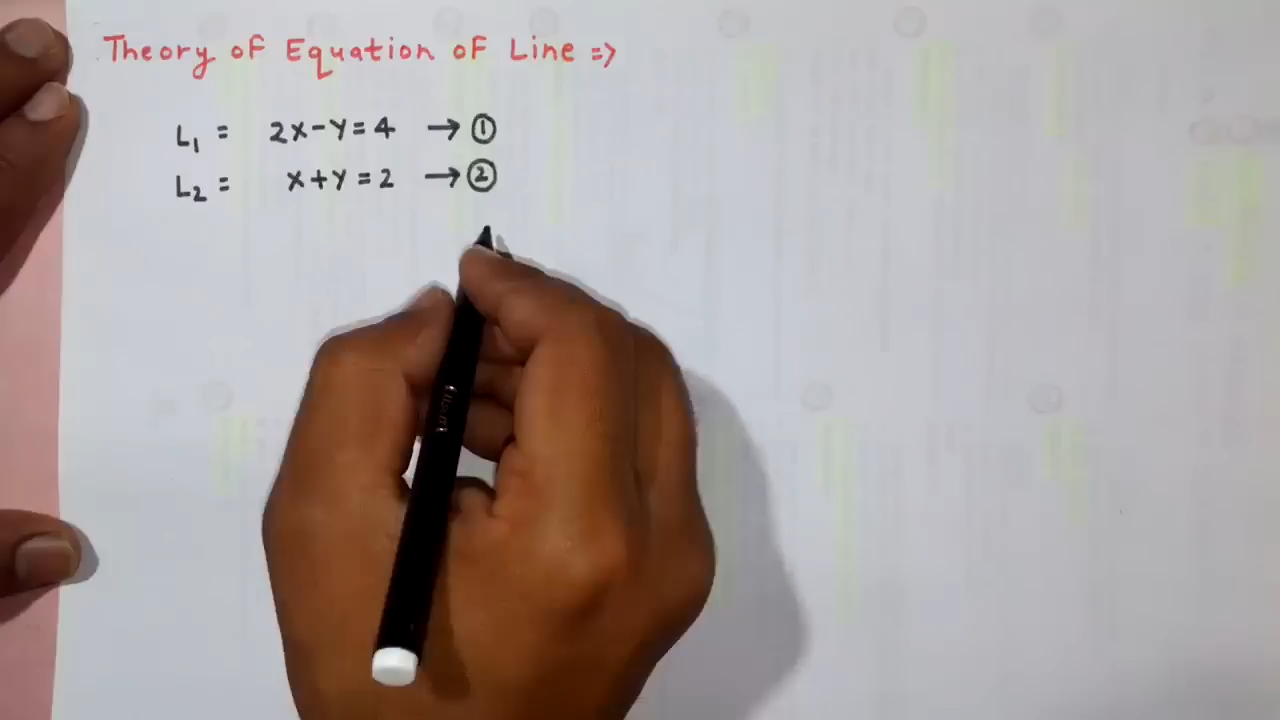 Theory of Equation of Line =>
L₁ = 2x-y=4 → ①
L₂ = x+y=2 → ②